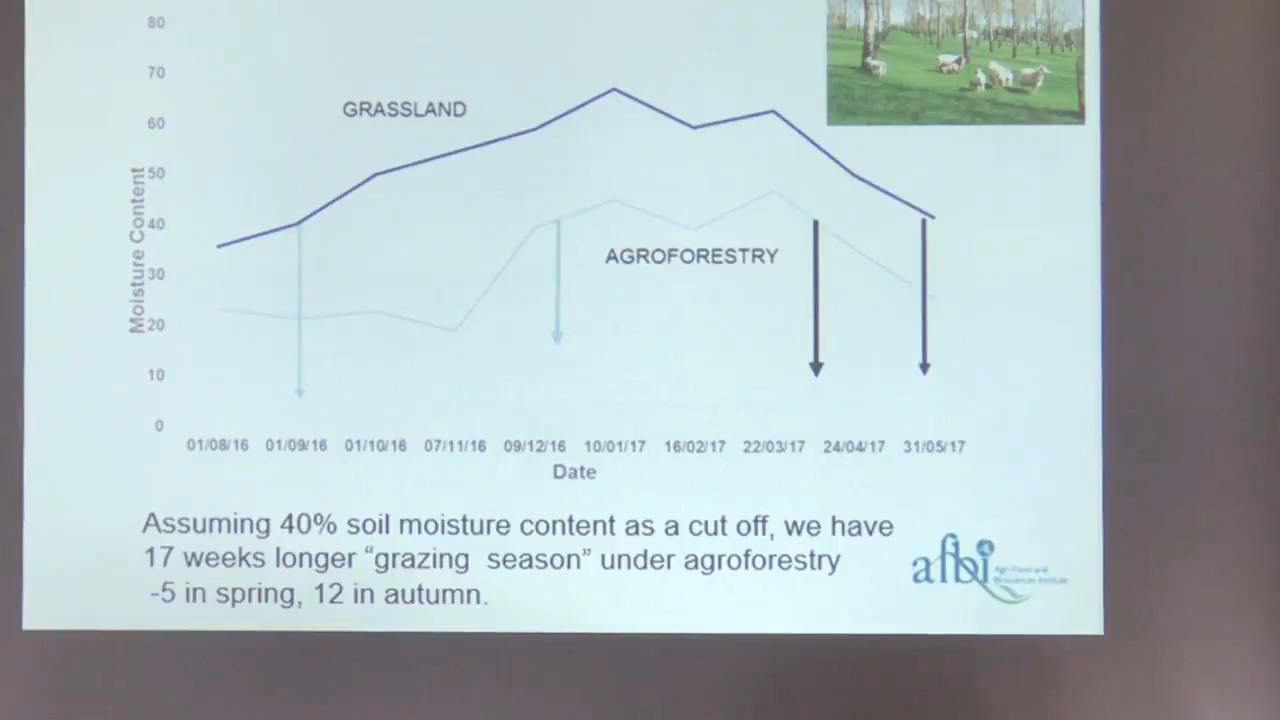 80
70
60
50
40
30
20
10
0
Moisture Content
GRASSLAND
AGROFORESTRY
01/08/16 01/09/16 01/10/16 07/11/16 09/12/16 10/01/17 16/02/17 22/03/17 24/04/17 31/05/17
Date
Assuming 40% soil moisture content as a cut off, we have
17 weeks longer “grazing season” under agroforestry
-5 in spring, 12 in autumn.
afbi
Agri-Food and
Biosciences Institute